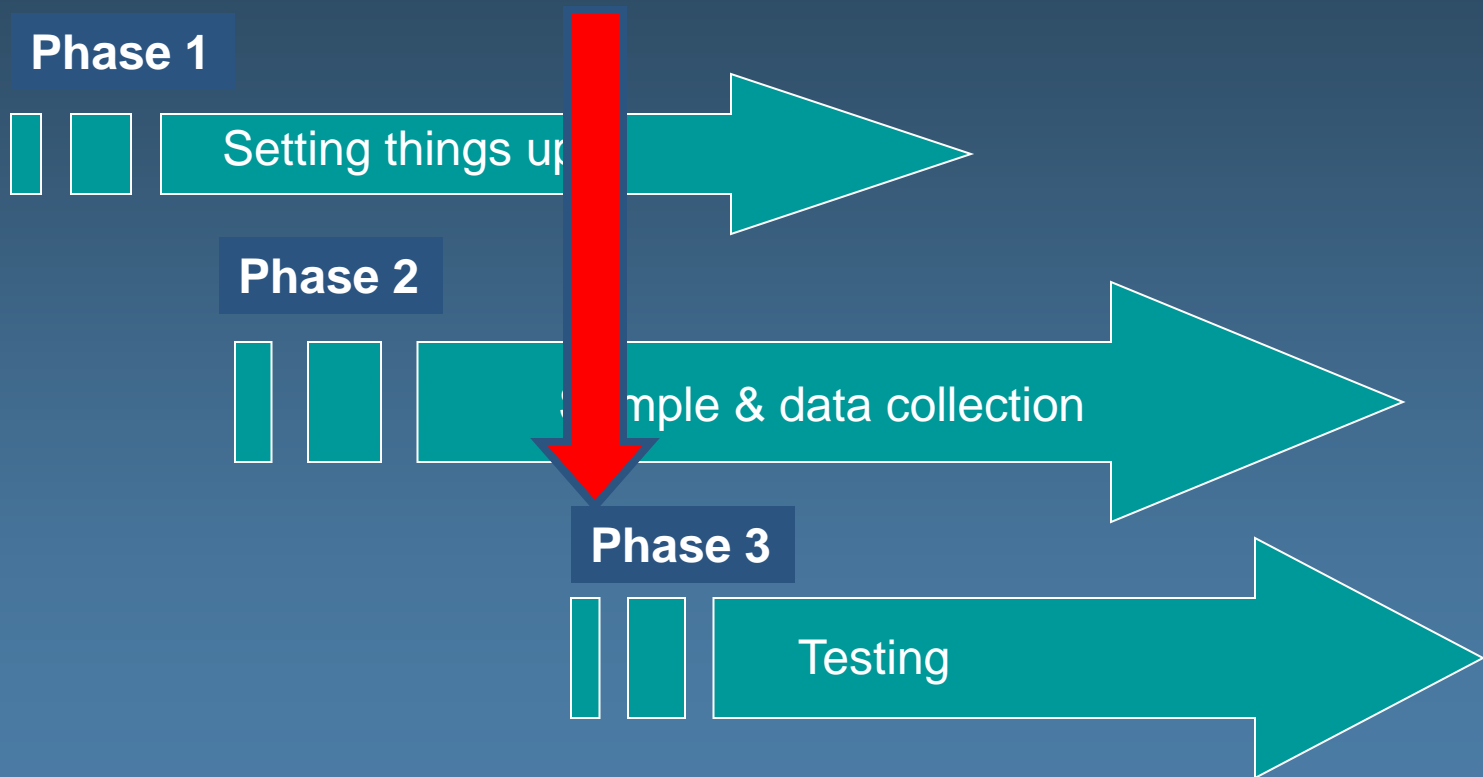 Phase 1
Setting things up
Phase 2
& data collection
Phase 3
Testing